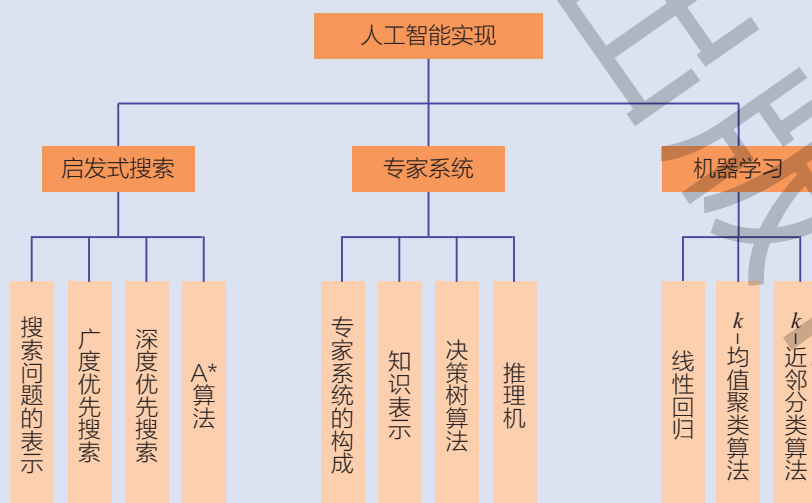 人工智能实现
启发式搜索
专家系统
机器学习
搜索问题的表示
广度优先搜索
深度优先搜索
A*算法
专家系统的构成
知识表示
决策树算法
推理机
线性回归
k-均值聚类算法
k-近邻分类算法
出版